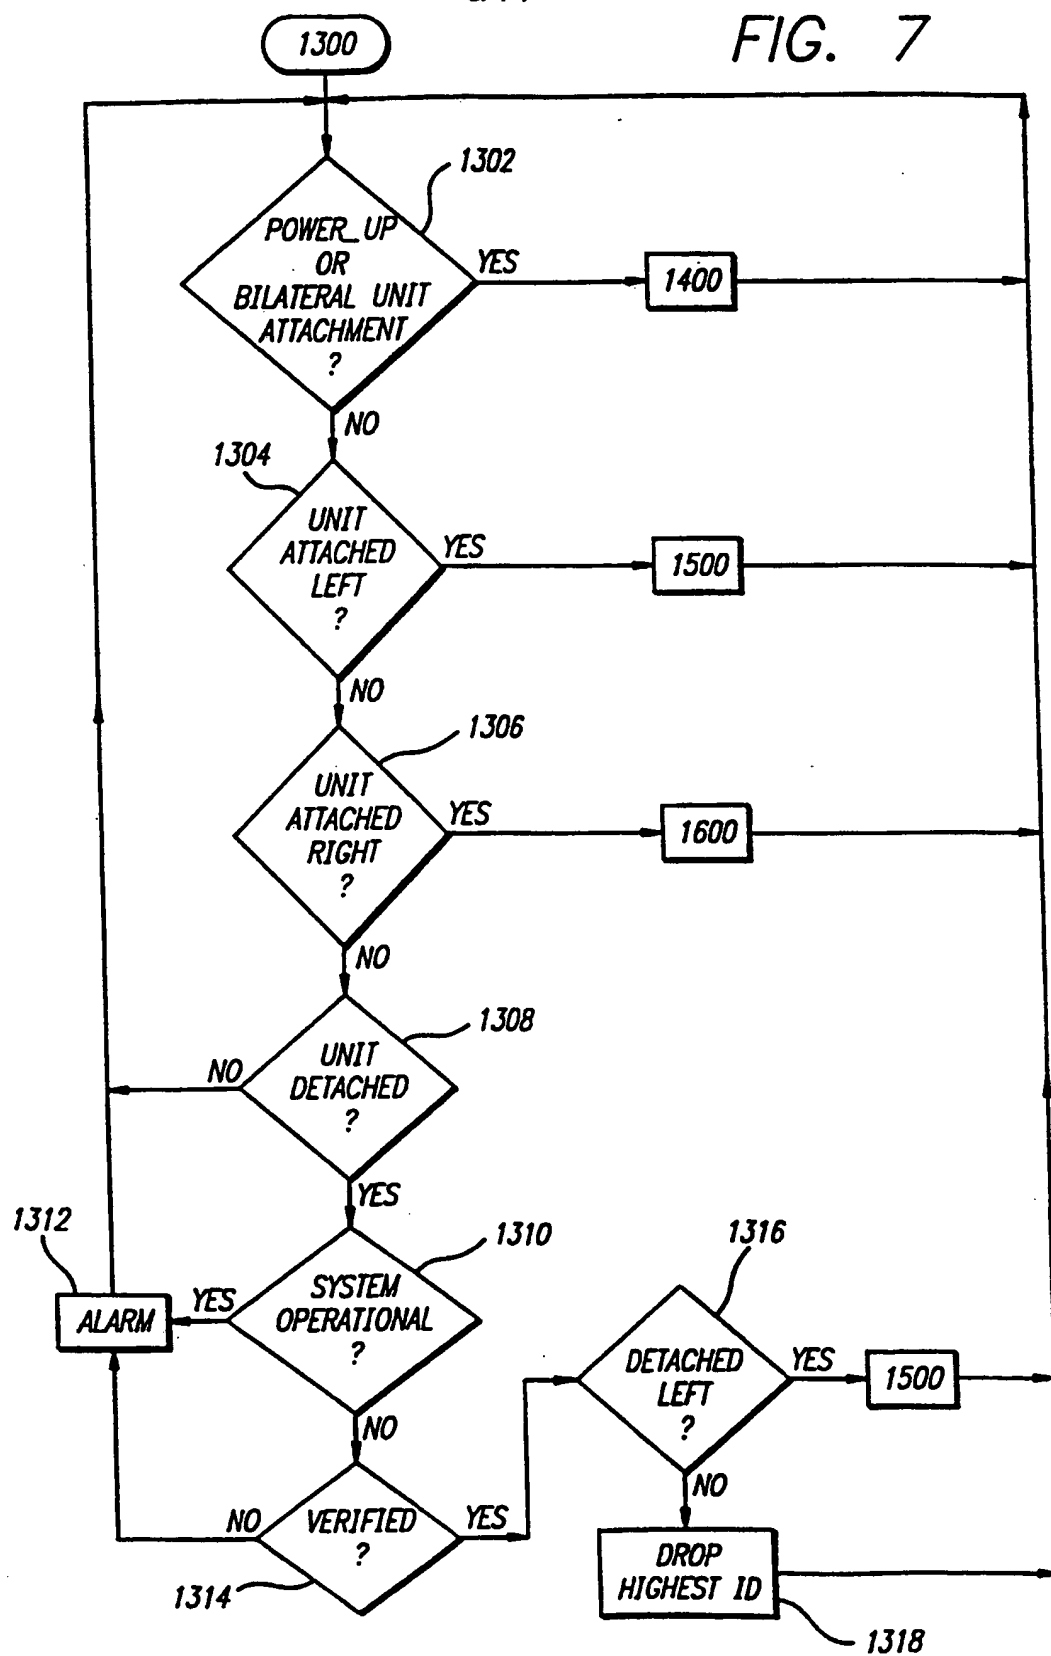 FIG. 7
1300
1302
POWER_UP
OR
BILATERAL UNIT
ATTACHMENT
?
YES
1400
NO
1304
UNIT
ATTACHED
LEFT
?
YES
1500
NO
1306
UNIT
ATTACHED
RIGHT
?
YES
1600
NO
1308
UNIT
DETACHED
?
NO
YES
1310
SYSTEM
OPERATIONAL
?
YES
1312
ALARM
NO
VERIFIED
?
1314
NO
YES
1316
DETACHED
LEFT
?
YES
1500
NO
DROP
HIGHEST ID
1318